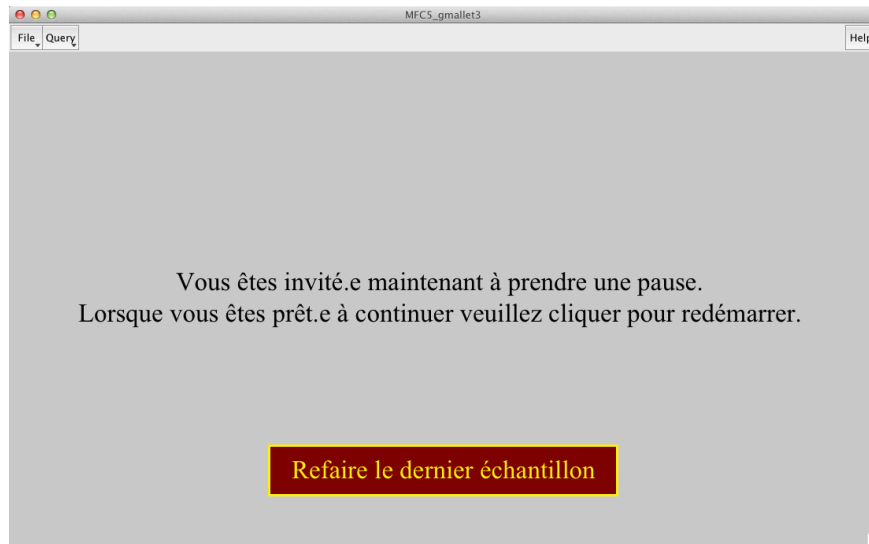 MFC5_gmallet3
File Query Help
Vous êtes invité.e maintenant à prendre une pause.
Lorsque vous êtes prêt.e à continuer veuillez cliquer pour redémarrer.
Refaire le dernier échantillon